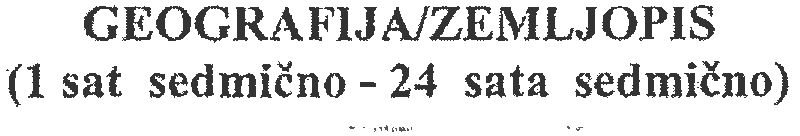 GEOGRAFIJA/ZEMLJOPIS
(1 sat sedmično - 24 sata sedmično)